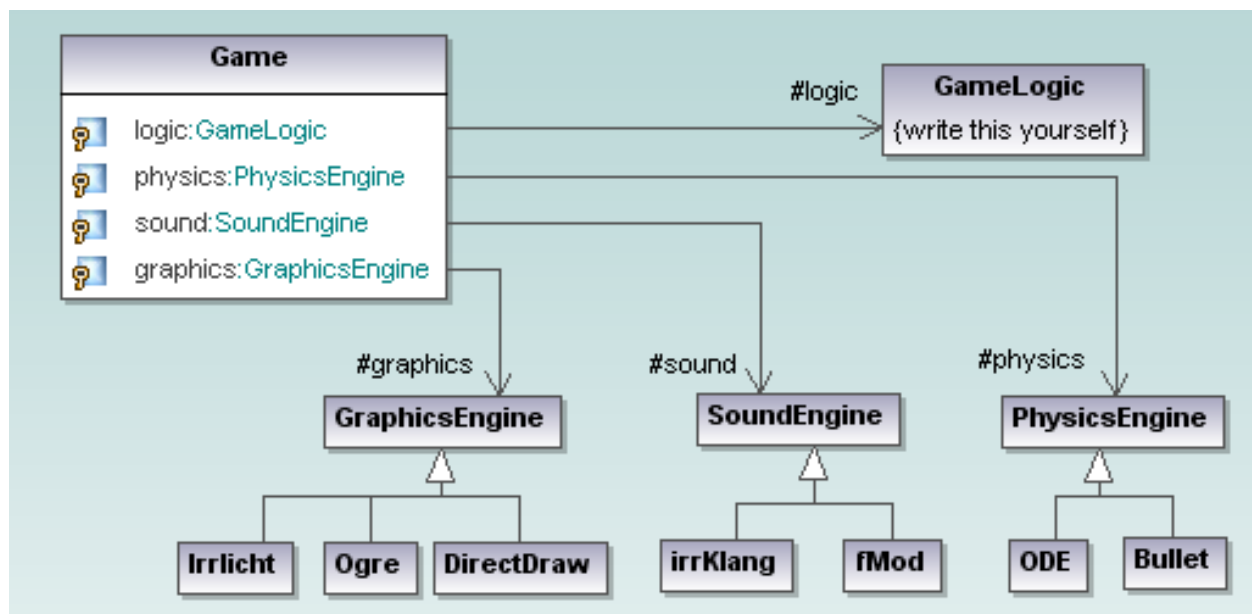 Game
logic:GameLogic
physics:PhysicsEngine
sound:SoundEngine
graphics:GraphicsEngine
#logic
GameLogic
{write this yourself}
#graphics
#sound
#physics
GraphicsEngine
SoundEngine
PhysicsEngine
Irrlicht
Ogre
DirectDraw
irrKlang
fMod
ODE
Bullet